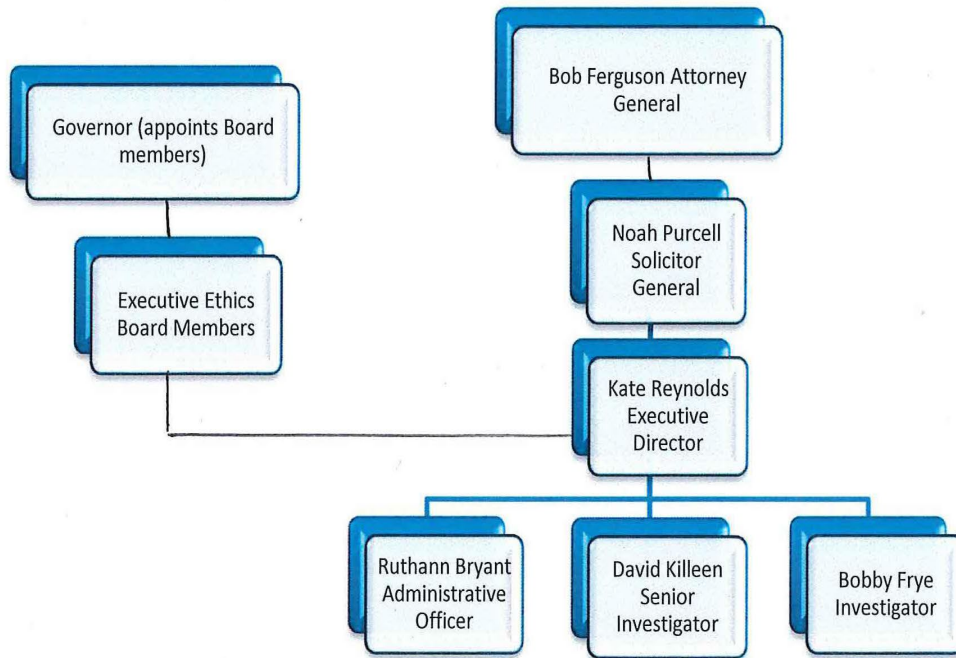 Bob Ferguson Attorney
General
Governor (appoints Board
members)
Noah Purcell
Solicitor
General
Executive Ethics
Board Members
Kate Reynolds
Executive
Director
Ruthann Bryant
Administrative
Officer
David Killeen
Senior
Investigator
Bobby Frye
Investigator